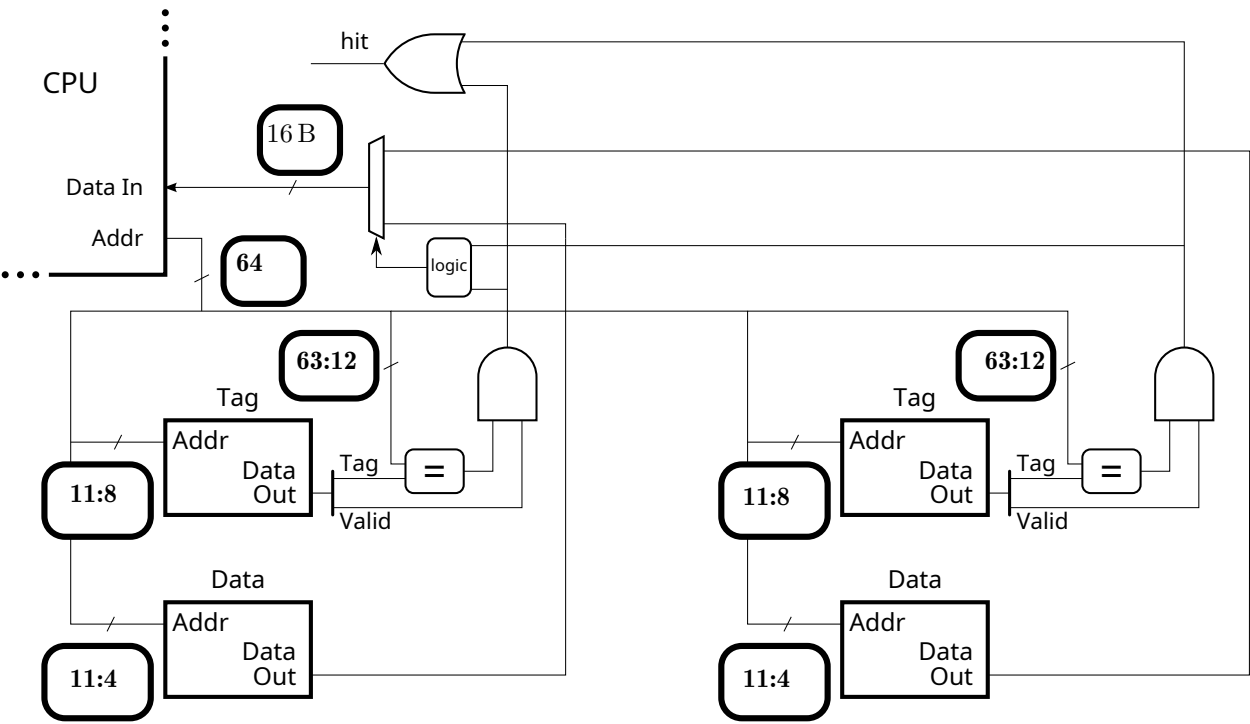 hit
CPU
16 B
Data In
Addr
64
logic
63:12
63:12
Tag
Tag
Addr
Data
Out
Tag
=
Valid
Addr
Data
Out
Tag
=
Valid
11:8
11:8
Data
Data
Addr
Data
Out
Addr
Data
Out
11:4
11:4